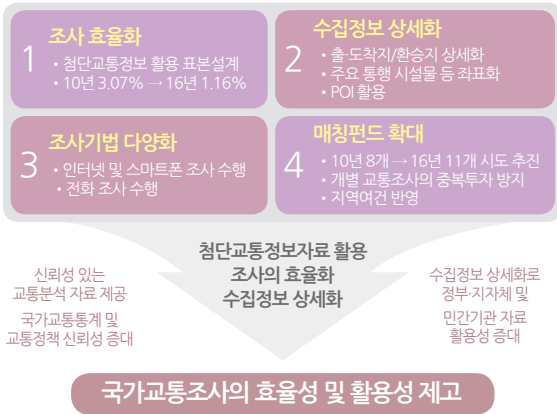 1
조사 효율화
• 첨단교통정보 활용 표본설계
• 10년 3.07% → 16년 1.16%
2
수집정보 상세화
• 출·도착지/환승지 상세화
• 주요 통행 시설물 등 좌표화
• POI 활용
3
조사기법 다양화
• 인터넷 및 스마트폰 조사 수행
• 전화 조사 수행
4
매칭펀드 확대
• 10년 8개 → 16년 11개 시도 추진
• 개별 교통조사의 중복투자 방지
• 지역여건 반영
첨단교통정보자료 활용
조사의 효율화
수집정보 상세화
신뢰성 있는
교통분석 자료 제공
국가교통통계 및
교통정책 신뢰성 증대
수집정보 상세화로
정부·지자체 및
민간기관 자료
활용성 증대
국가교통조사의 효율성 및 활용성 제고